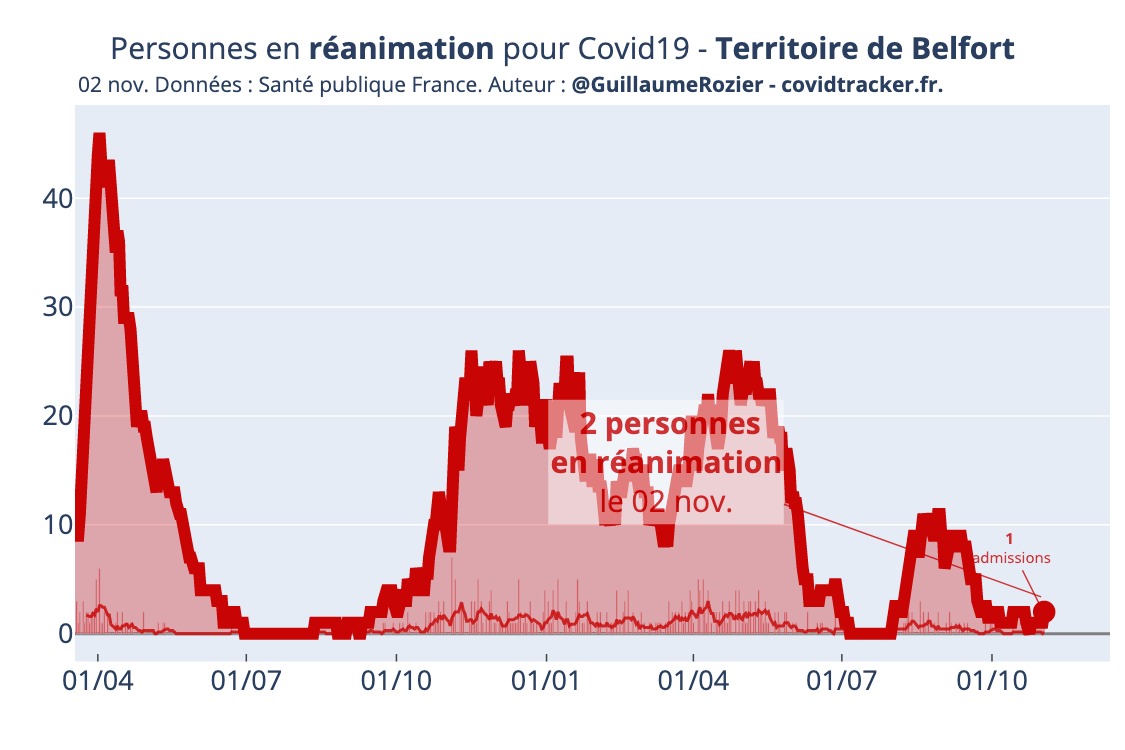 Personnes en réanimation pour Covid19 - Territoire de Belfort
02 nov. Données : Santé publique France. Auteur : @GuillaumeRozier - covidtracker.fr.
40
30
20
10
0
2 personnes
en réanimation
le 02 nov.
1
admissions
01/04
01/07
01/10
01/01
01/04
01/07
01/10